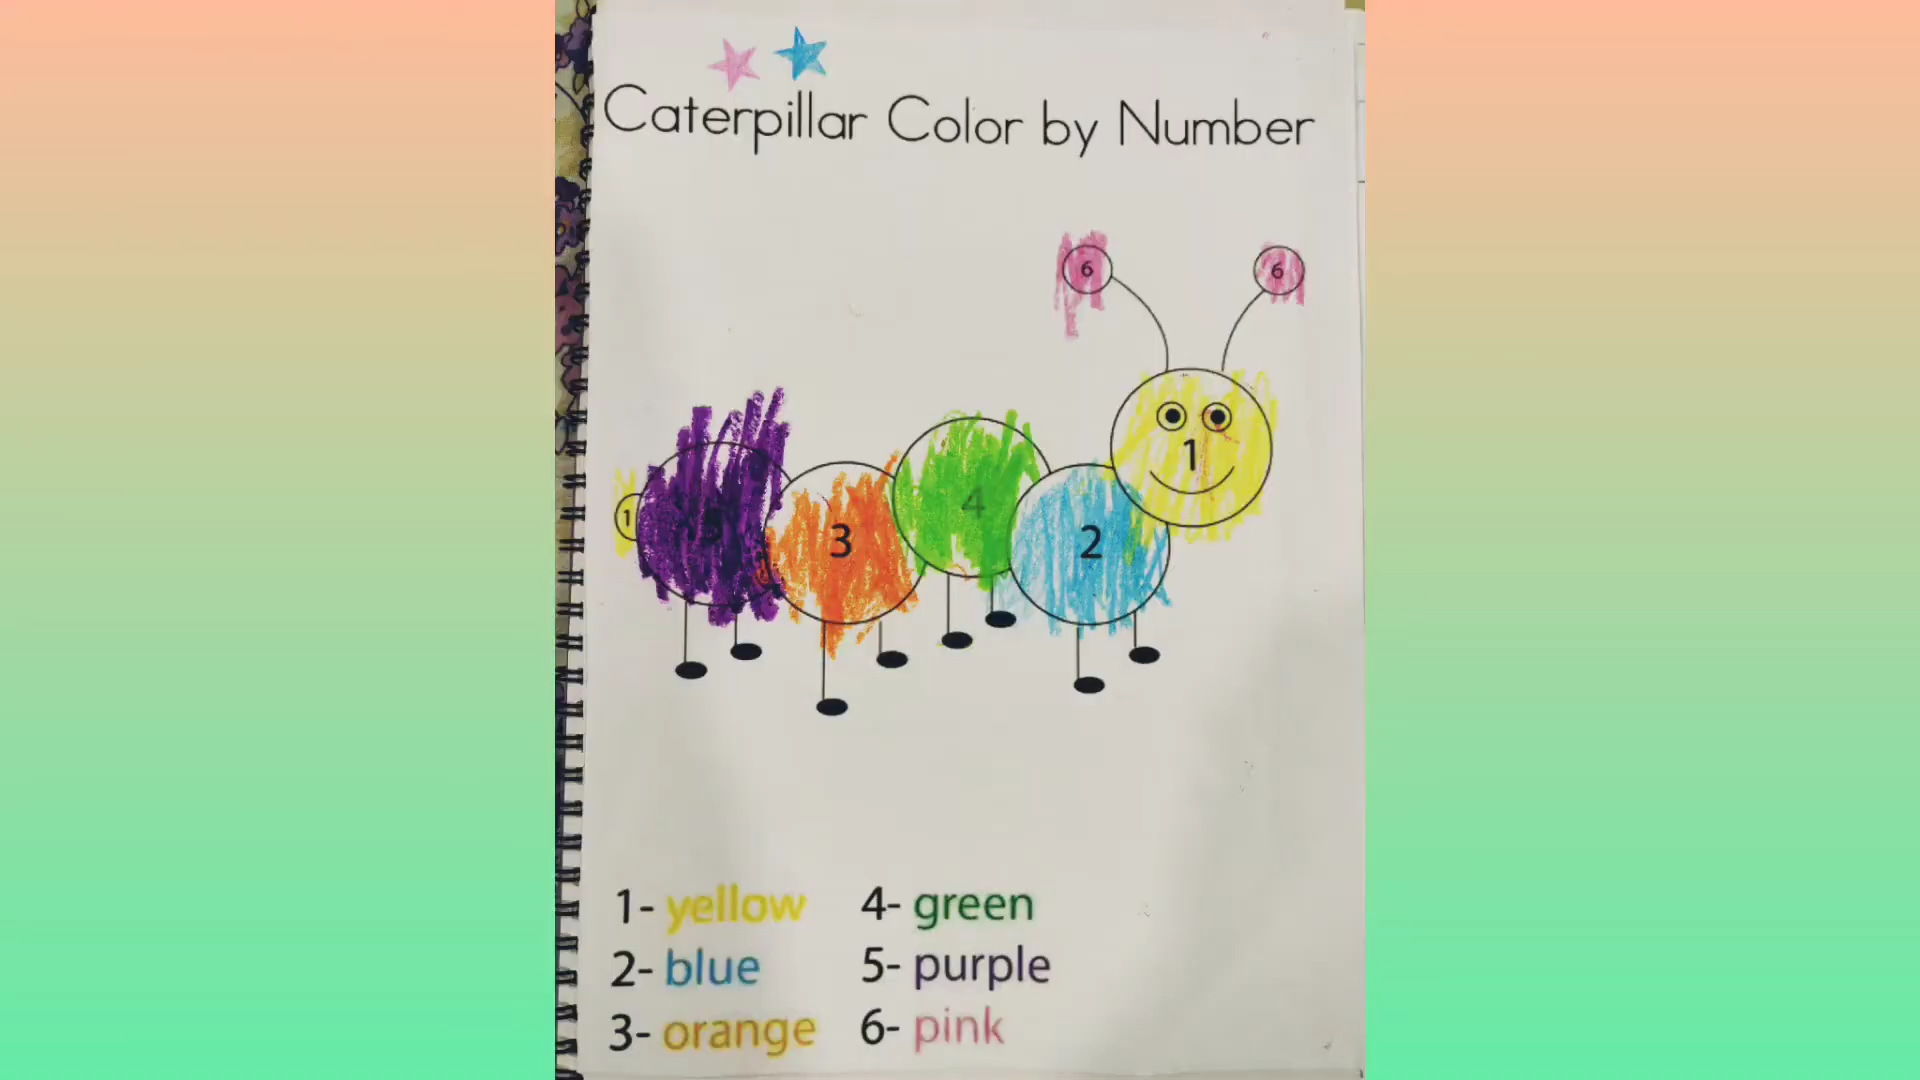 Caterpillar Color by Number
6 6
1
1 5 3 4 2
1- yellow 4- green
2- blue 5- purple
3- orange 6- pink